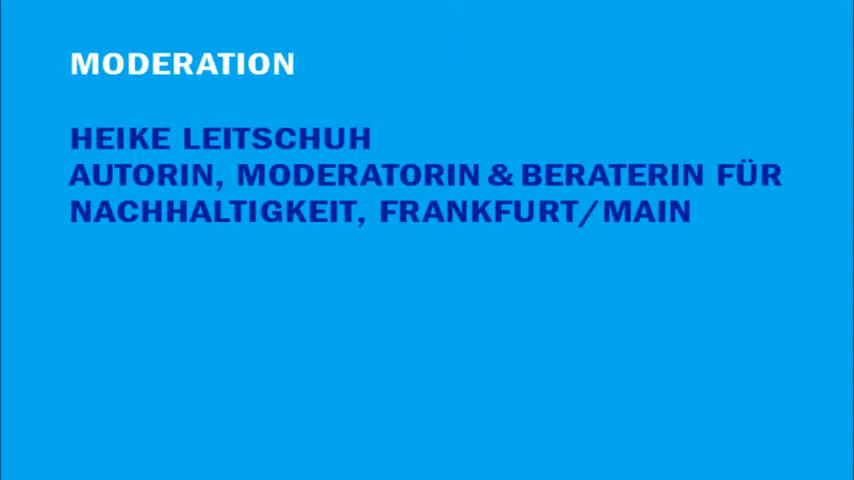 MODERATION
HEIKE LEITSCHUH
AUTORIN, MODERATORIN & BERATERIN FÜR
NACHHALTIGKEIT, FRANKFURT/MAIN